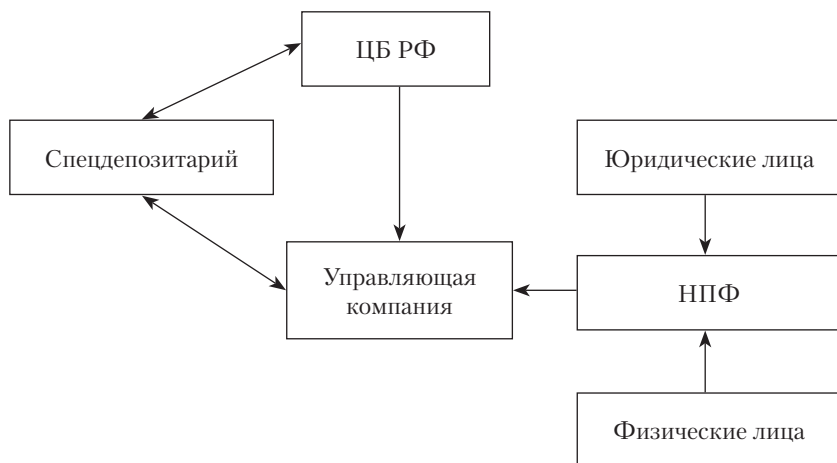 ЦБ РФ
Спецдепозитарий
Юридические лица
Управляющая
компания
НПФ
Физические лица